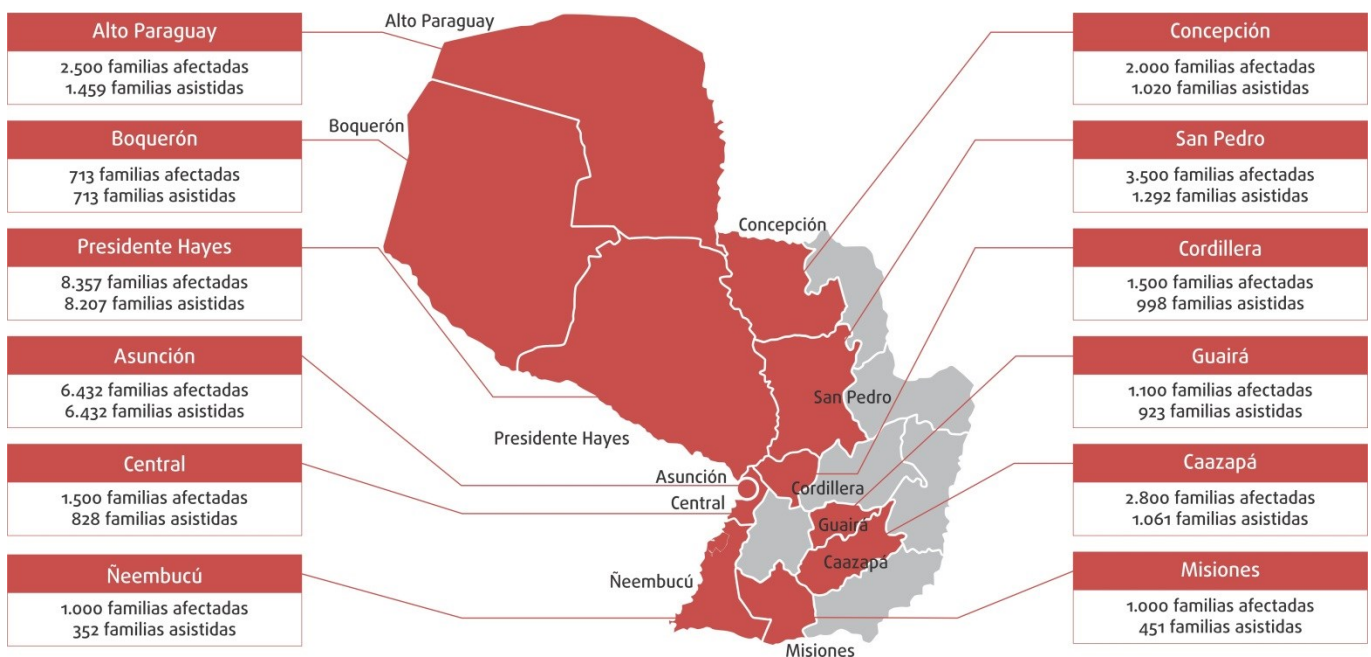 Alto Paraguay
2.500 familias afectadas
1.459 familias asistidas
Boquerón
713 familias afectadas
713 familias asistidas
Presidente Hayes
8.357 familias afectadas
8.207 familias asistidas
Asunción
6.432 familias afectadas
6.432 familias asistidas
Central
1.500 familias afectadas
828 familias asistidas
Ñeembucú
1.000 familias afectadas
352 familias asistidas
Alto Paraguay
Boquerón
Concepción
San Pedro
Presidente Hayes
Asunción
Cordillera
Central
Guairá
Caazapá
Ñeembucú
Misiones
Concepción
2.000 familias afectadas
1.020 familias asistidas
San Pedro
3.500 familias afectadas
1.292 familias asistidas
Cordillera
1.500 familias afectadas
998 familias asistidas
Guairá
1.100 familias afectadas
923 familias asistidas
Caazapá
2.800 familias afectadas
1.061 familias asistidas
Misiones
1.000 familias afectadas
451 familias asistidas